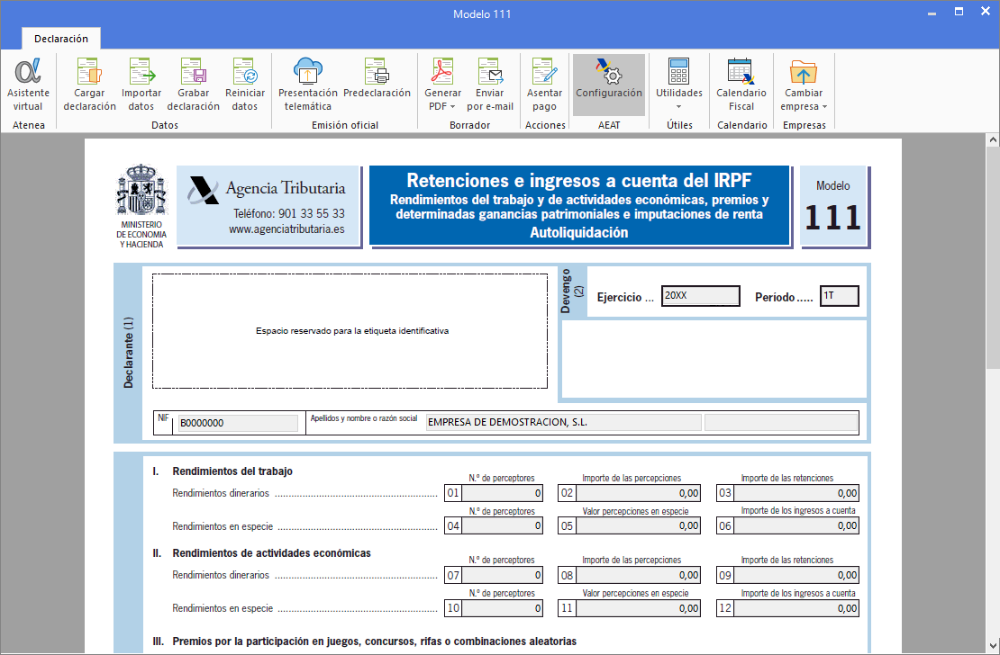 Modelo 111
Declaración
Asistente virtual
Cargar declaración
Importar datos
Grabar declaración
Reiniciar datos
Presentación telemática
Predeclaración
Generar PDF
Enviar por e-mail
Asentar pago
Configuración
Utilidades
Calendario Fiscal
Cambiar empresa
Atenea
Datos
Emisión oficial
Borrador
Acciones
AEAT
Útiles
Calendario
Empresas
MINISTERIO
DE ECONOMIA
Y HACIENDA
Agencia Tributaria
Teléfono: 901 33 55 33
www.agenciatributaria.es
Retenciones e ingresos a cuenta del IRPF
Rendimientos del trabajo y de actividades económicas, premios y
determinadas ganancias patrimoniales e imputaciones de renta
Autoliquidación
Modelo
111
Declarante (1)
Espacio reservado para la etiqueta identificativa
Devengo (2)
Ejercicio ... 20XX Período ..... 1T
NIF B0000000 Apellidos y nombre o razón social EMPRESA DE DEMOSTRACION, S.L.
I. Rendimientos del trabajo
N.º de perceptores Importe de las percepciones Importe de las retenciones
Rendimientos dinerarios 01 0 02 0,00 03 0,00
N.º de perceptores Valor percepciones en especie Importe de los ingresos a cuenta
Rendimientos en especie 04 0 05 0,00 06 0,00
II. Rendimientos de actividades económicas
N.º de perceptores Importe de las percepciones Importe de las retenciones
Rendimientos dinerarios 07 0 08 0,00 09 0,00
N.º de perceptores Valor percepciones en especie Importe de los ingresos a cuenta
Rendimientos en especie 10 0 11 0,00 12 0,00
III. Premios por la participación en juegos, concursos, rifas o combinaciones aleatorias